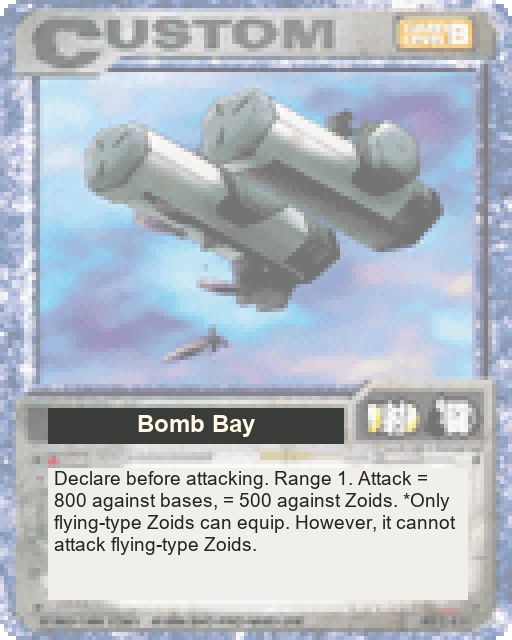 CUSTOM
B
Bomb Bay
Declare before attacking. Range 1. Attack =
800 against bases, = 500 against Zoids. *Only
flying-type Zoids can equip. However, it cannot
attack flying-type Zoids.